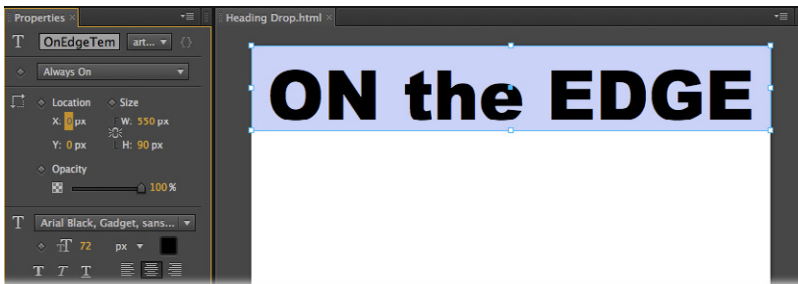 Properties ×
Heading Drop.html ×
T
OnEdgeTem
art...
{}
Always On
Location
Size
X: 0 px
W: 550 px
Y: 0 px
H: 90 px
Opacity
100%
T
Arial Black, Gadget, sans...
TT
72
px
T
T
T
ON the EDGE